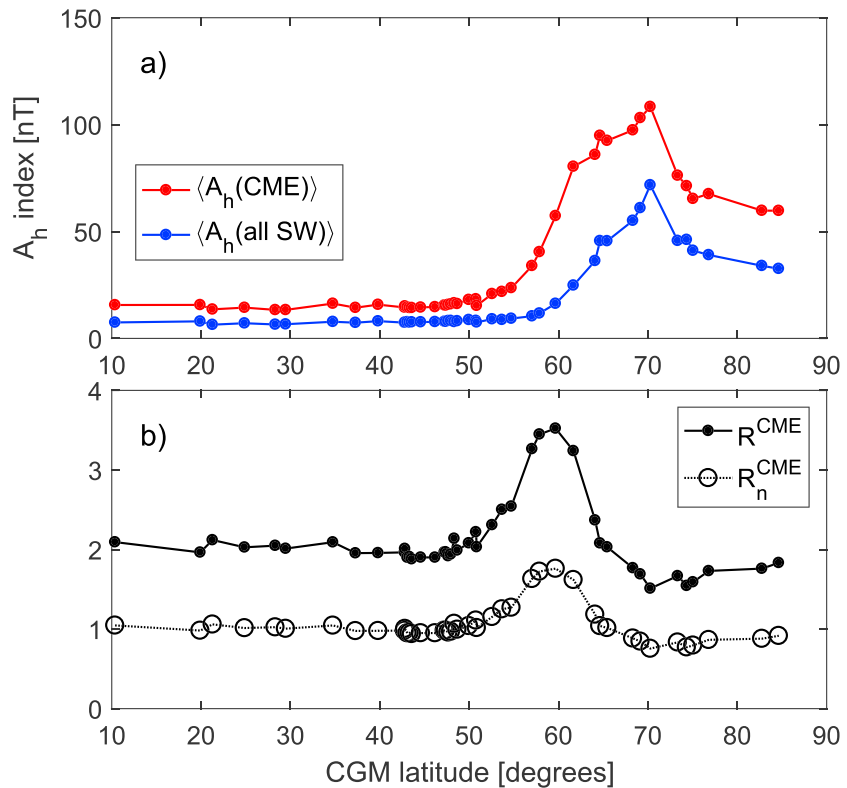 150
a)
100
A_h index [nT]
⟨A_h(CME)⟩
⟨A_h(all SW)⟩
50
0
10 20 30 40 50 60 70 80 90
4
b)
R^CME
R_n^CME
3
2
1
0
10 20 30 40 50 60 70 80 90
CGM latitude [degrees]